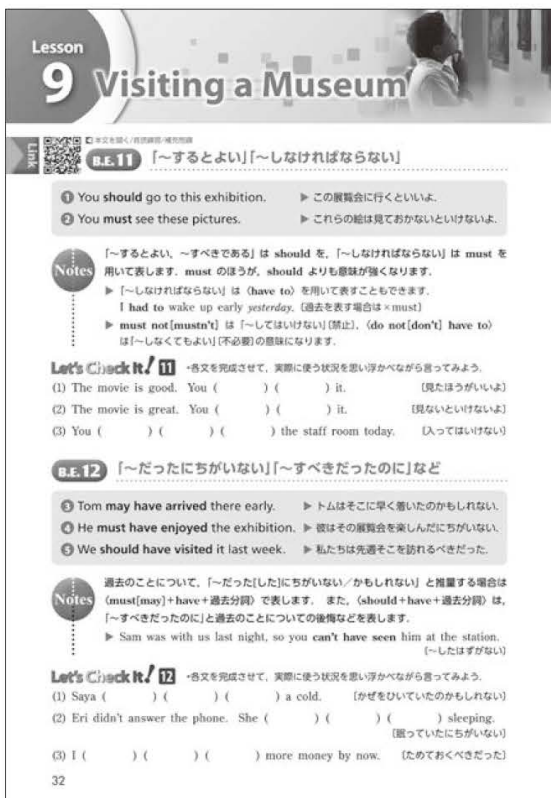 Lesson
9 Visiting a Museum
Link
本文を聞く/音読練習/補充問題
B.E.11 「～するとよい」「～しなければならない」
❶ You should go to this exhibition. ▶ この展覧会に行くといいよ.
❷ You must see these pictures. ▶ これらの絵は見ておかないといけないよ.
Notes
「～するとよい, ～すべきである」は should を,「～しなければならない」は must を
用いて表します. must のほうが, should よりも意味が強くなります.
▶ 「～しなければならない」は〈have to〉を用いて表すこともできます.
I had to wake up early yesterday. 〔過去を表す場合は×must〕
▶ must not[mustn't] は「～してはいけない」〔禁止〕,〈do not[don't] have to〉
は「～しなくてもよい」〔不必要〕の意味になります.
Let's Check It! 11 ・各文を完成させて, 実際に使う状況を思い浮かべながら言ってみよう.
(1) The movie is good. You ( ) ( ) it. 〔見たほうがいいよ〕
(2) The movie is great. You ( ) ( ) it. 〔見ないといけないよ〕
(3) You ( ) ( ) ( ) the staff room today. 〔入ってはいけない〕
B.E.12 「～だったにちがいない」「～すべきだったのに」など
❸ Tom may have arrived there early. ▶ トムはそこに早く着いたのかもしれない.
❹ He must have enjoyed the exhibition. ▶ 彼はその展覧会を楽しんだにちがいない.
❺ We should have visited it last week. ▶ 私たちは先週そこを訪れるべきだった.
Notes
過去のことについて,「～だった[した]にちがいない／かもしれない」と推量する場合は
〈must[may]+have+過去分詞〉で表します. また,〈should+have+過去分詞〉は,
「～すべきだったのに」と過去のことについての後悔などを表します.
▶ Sam was with us last night, so you can't have seen him at the station.
〔～したはずがない〕
Let's Check It! 12 ・各文を完成させて, 実際に使う状況を思い浮かべながら言ってみよう.
(1) Saya ( ) ( ) ( ) a cold. 〔かぜをひいていたのかもしれない〕
(2) Eri didn't answer the phone. She ( ) ( ) ( ) sleeping.
〔眠っていたにちがいない〕
(3) I ( ) ( ) ( ) more money by now. 〔ためておくべきだった〕
32